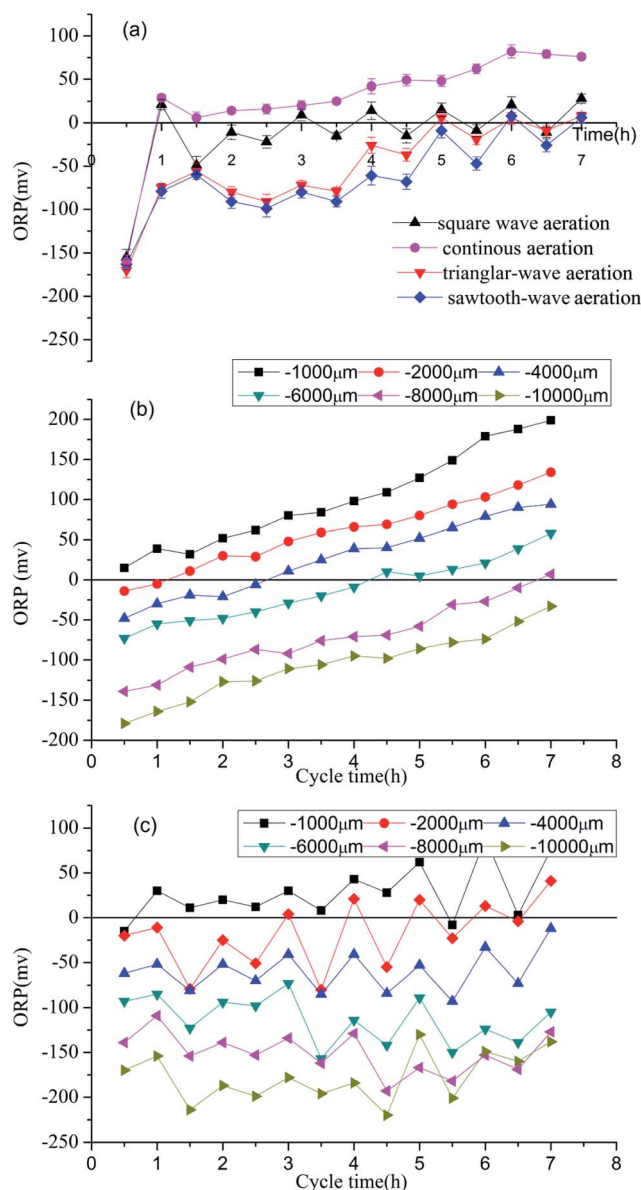 (a)
100
50
0
-50
-100
-150
-200
-250
ORP(mv)
0 1 2 3 4 5 6 7
Time(h)
square wave aeration
continous aeration
trianglar-wave aeration
sawtooth-wave aeration
-1000μm -2000μm -4000μm
-6000μm -8000μm -10000μm
(b)
200
150
100
50
0
-50
-100
-150
-200
ORP (mv)
0 1 2 3 4 5 6 7 8
Cycle time(h)
(c)
-1000μm -2000μm -4000μm
-6000μm -8000μm -10000μm
100
50
0
-50
-100
-150
-200
-250
ORP(mv)
0 1 2 3 4 5 6 7 8
Cycle time(h)